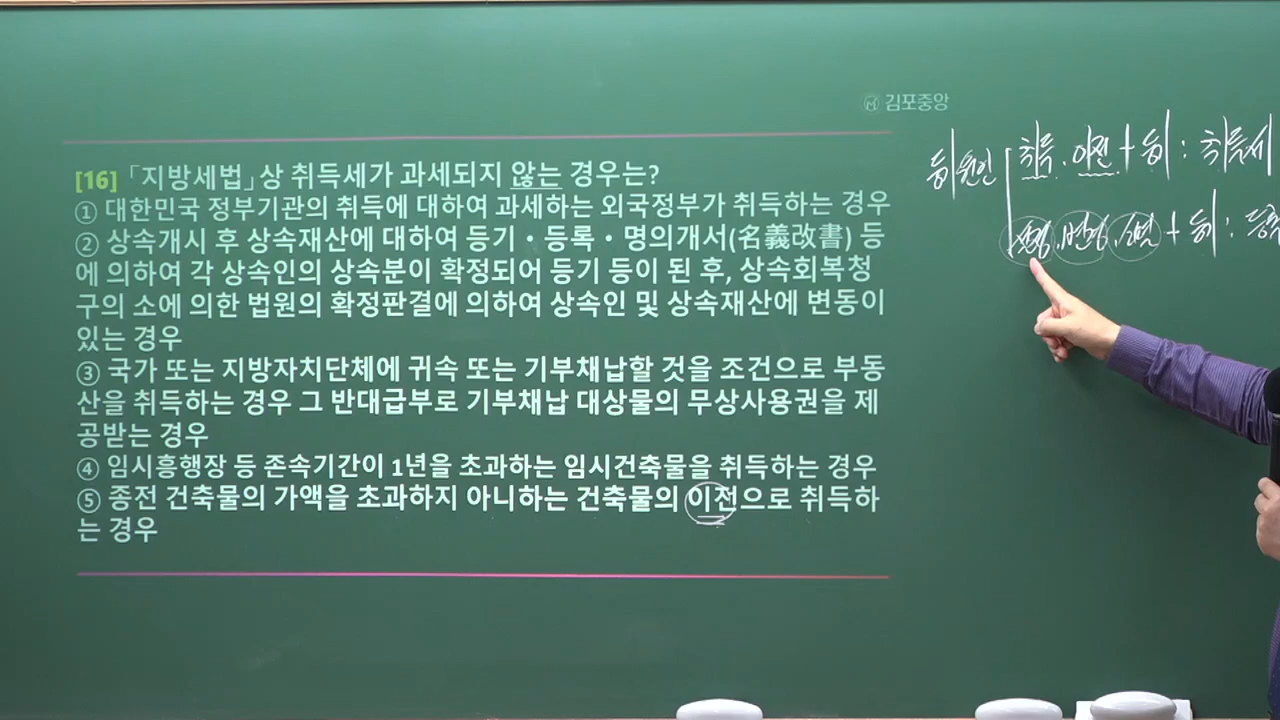 김포중앙
[16] 「지방세법」상 취득세가 과세되지 않는 경우는?
① 대한민국 정부기관의 취득에 대하여 과세하는 외국정부가 취득하는 경우
② 상속개시 후 상속재산에 대하여 등기・등록・명의개서(名義改書) 등
에 의하여 각 상속인의 상속분이 확정되어 등기 등이 된 후, 상속회복청
구의 소에 의한 법원의 확정판결에 의하여 상속인 및 상속재산에 변동이
있는 경우
③ 국가 또는 지방자치단체에 귀속 또는 기부채납할 것을 조건으로 부동
산을 취득하는 경우 그 반대급부로 기부채납 대상물의 무상사용권을 제
공받는 경우
④ 임시흥행장 등 존속기간이 1년을 초과하는 임시건축물을 취득하는 경우
⑤ 종전 건축물의 가액을 초과하지 아니하는 건축물의 이전으로 취득하
는 경우
원인 취득. 이전 + 등기 : 취득세
+ 등기 :